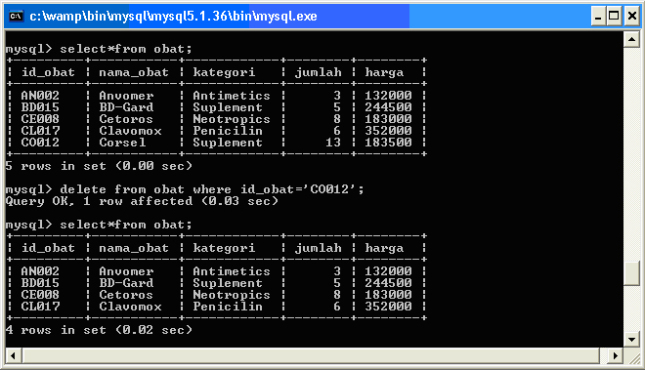 c:\wamp\bin\mysql\mysql5.1.36\bin\mysql.exe
mysql> select*from obat;
+---------+-----------+------------+--------+--------+
| id_obat | nama_obat | kategori | jumlah | harga |
+---------+-----------+------------+--------+--------+
| AN002 | Anvomer | Antimetics | 3 | 132000 |
| BD015 | BD-Gard | Suplement | 5 | 244500 |
| CE008 | Cetoros | Neotropics | 8 | 183000 |
| CL017 | Clavomox | Penicilin | 6 | 352000 |
| CO012 | Corsel | Suplement | 13 | 183500 |
+---------+-----------+------------+--------+--------+
5 rows in set (0.00 sec)
mysql> delete from obat where id_obat='CO012';
Query OK, 1 row affected (0.03 sec)
mysql> select*from obat;
+---------+-----------+------------+--------+--------+
| id_obat | nama_obat | kategori | jumlah | harga |
+---------+-----------+------------+--------+--------+
| AN002 | Anvomer | Antimetics | 3 | 132000 |
| BD015 | BD-Gard | Suplement | 5 | 244500 |
| CE008 | Cetoros | Neotropics | 8 | 183000 |
| CL017 | Clavomox | Penicilin | 6 | 352000 |
+---------+-----------+------------+--------+--------+
4 rows in set (0.02 sec)